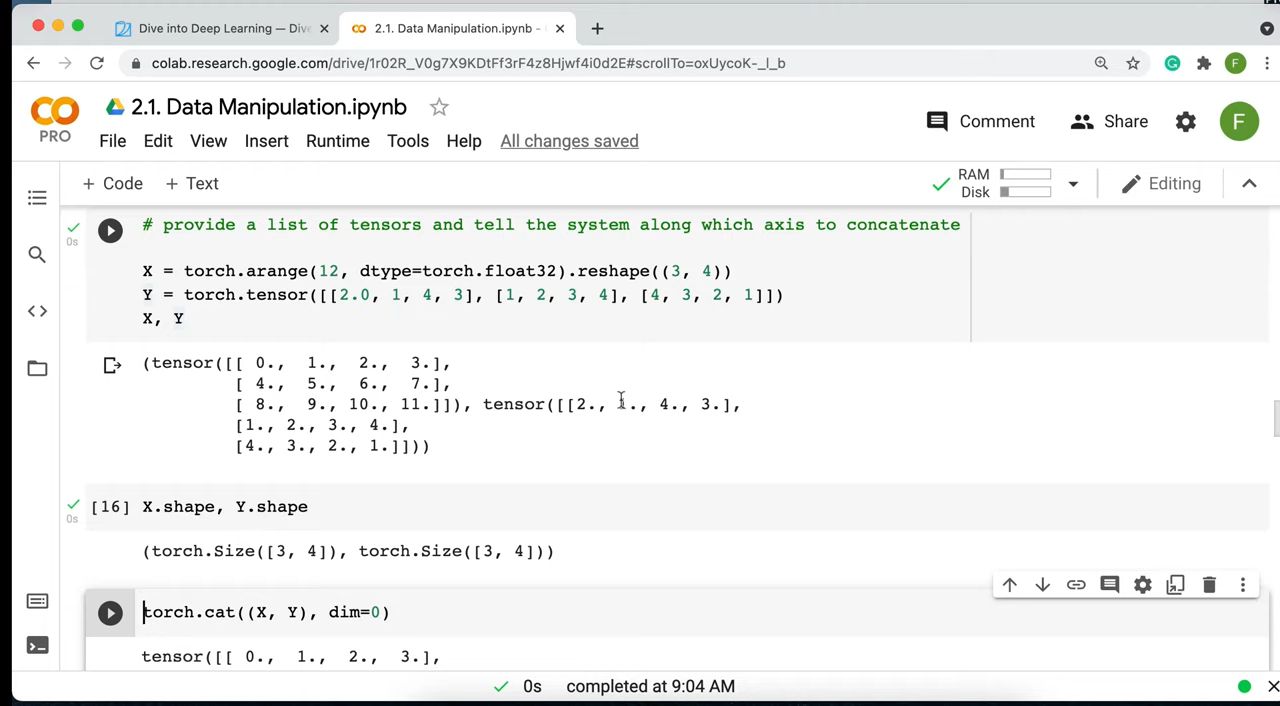 Dive into Deep Learning — Dive
2.1. Data Manipulation.ipynb -
colab.research.google.com/drive/1r02R_V0g7X9KDtFf3rF4z8Hjwf4i0d2E#scrollTo=oxUycoK-_l_b
F
PRO
2.1. Data Manipulation.ipynb
File Edit View Insert Runtime Tools Help All changes saved
Comment
Share
F
+ Code + Text
RAM
Disk
Editing
0s
# provide a list of tensors and tell the system along which axis to concatenate
X = torch.arange(12, dtype=torch.float32).reshape((3, 4))
Y = torch.tensor([[2.0, 1, 4, 3], [1, 2, 3, 4], [4, 3, 2, 1]])
X, Y
(tensor([[ 0., 1., 2., 3.],
[ 4., 5., 6., 7.],
[ 8., 9., 10., 11.]]), tensor([[2., 1., 4., 3.],
[1., 2., 3., 4.],
[4., 3., 2., 1.]]))
0s
[16] X.shape, Y.shape
(torch.Size([3, 4]), torch.Size([3, 4]))
torch.cat((X, Y), dim=0)
tensor([[ 0., 1., 2., 3.],
0s completed at 9:04 AM